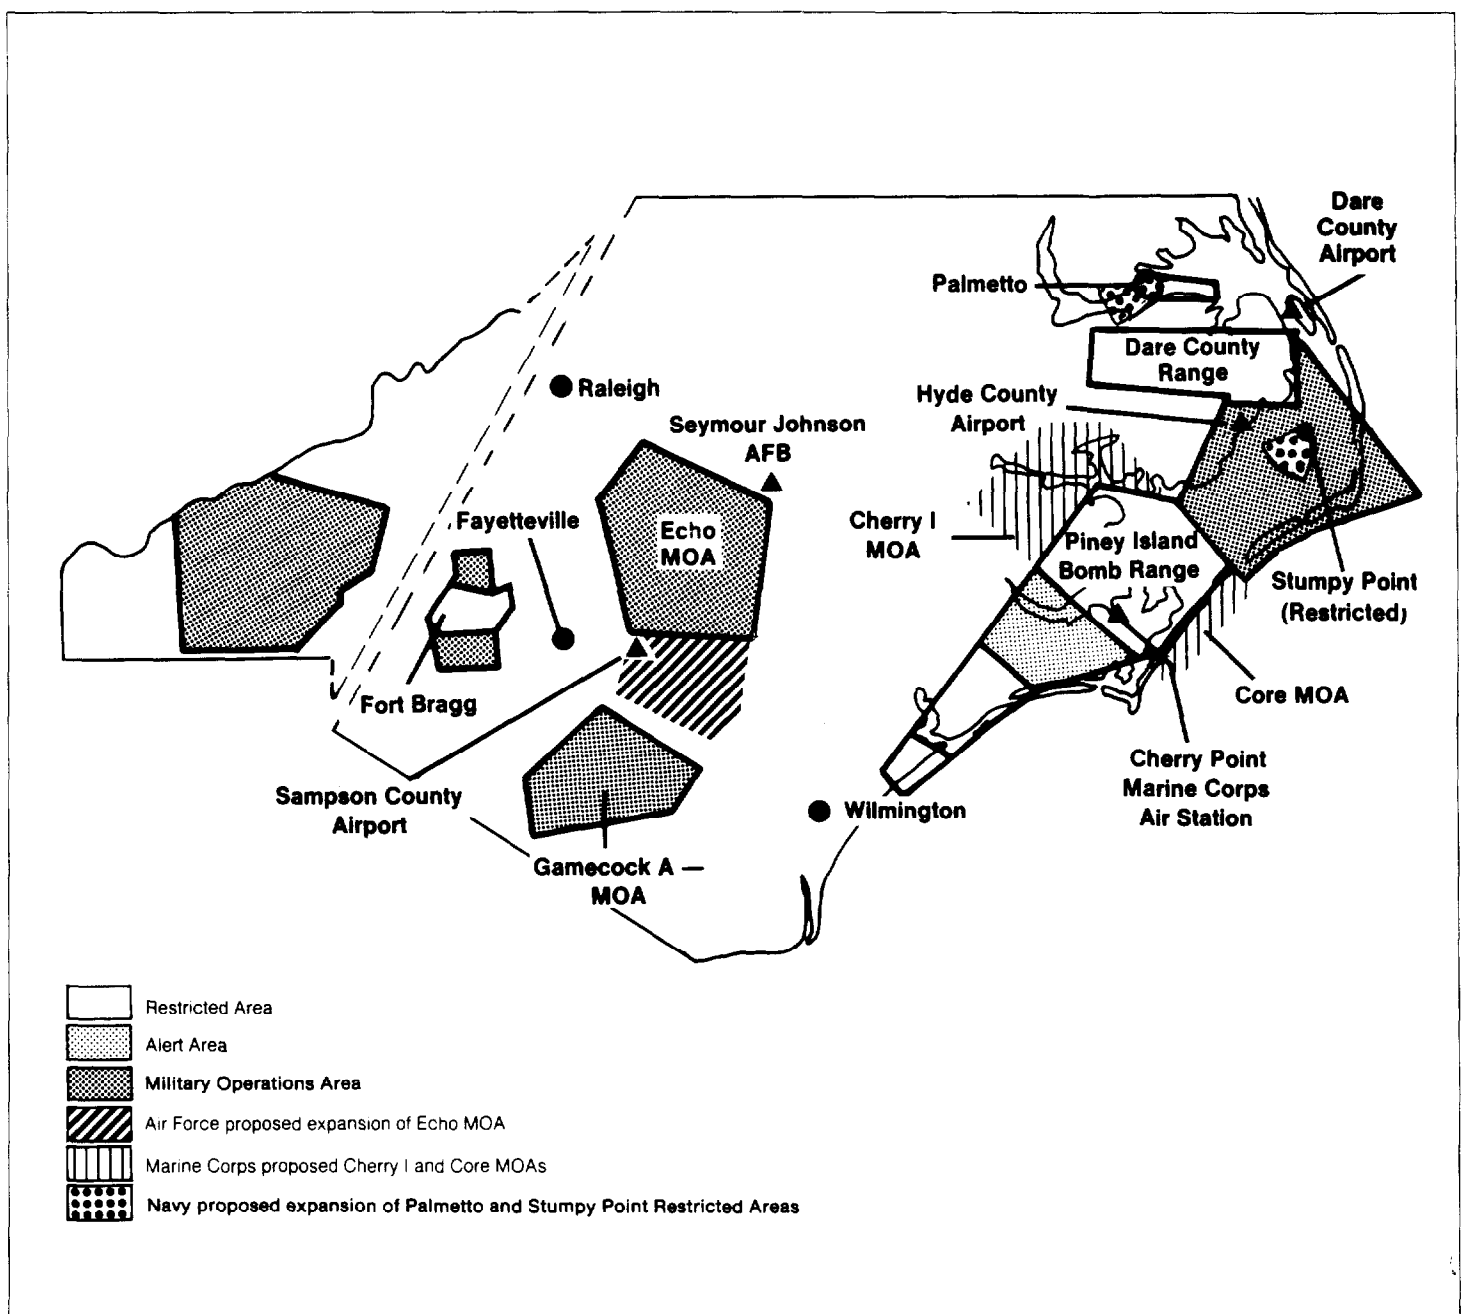 Dare
County
Airport
Palmetto
Dare County
Range
Raleigh
Hyde County
Airport
Seymour Johnson
AFB
Fayetteville
Echo
MOA
Cherry I
MOA
Piney Island
Bomb Range
Stumpy Point
(Restricted)
Fort Bragg
Core MOA
Cherry Point
Marine Corps
Air Station
Sampson County
Airport
Wilmington
Gamecock A —
MOA
Restricted Area
Alert Area
Military Operations Area
Air Force proposed expansion of Echo MOA
Marine Corps proposed Cherry I and Core MOAs
Navy proposed expansion of Palmetto and Stumpy Point Restricted Areas